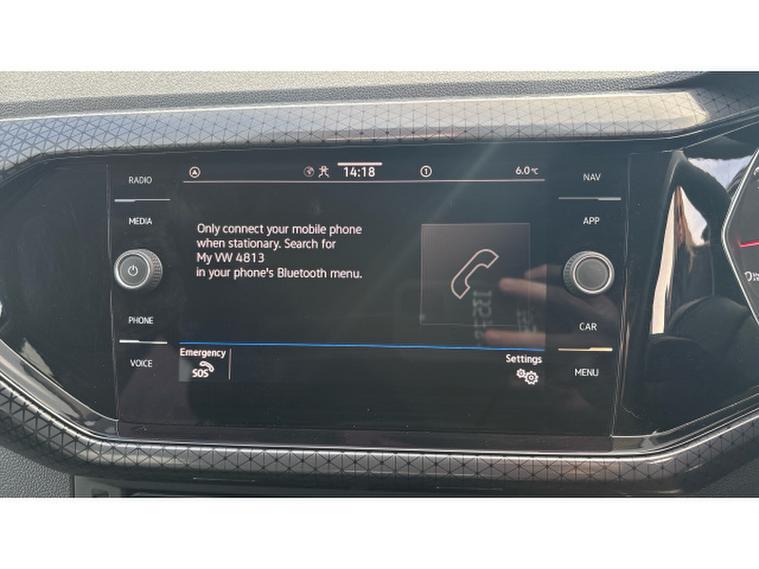 RADIO
MEDIA
PHONE
VOICE
14:18
6.0°C
Only connect your mobile phone
when stationary. Search for
My VW 4813
in your phone's Bluetooth menu.
Emergency
SOS
Settings
NAV
APP
CAR
MENU